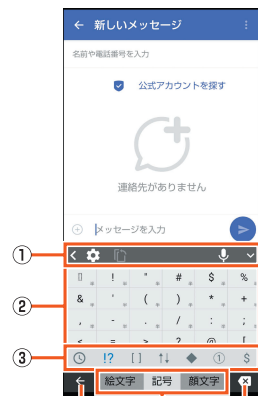 ← 新しいメッセージ ⋮
名前や電話番号を入力
公式アカウントを探す
連絡先がありません
メッセージを入力
①
! " # $ %
② & ' ( ) * +
, - . / : ;
< = > ? @ [
③ !? [ ] ↑↓ ◆ ① $
絵文字 記号 顔文字